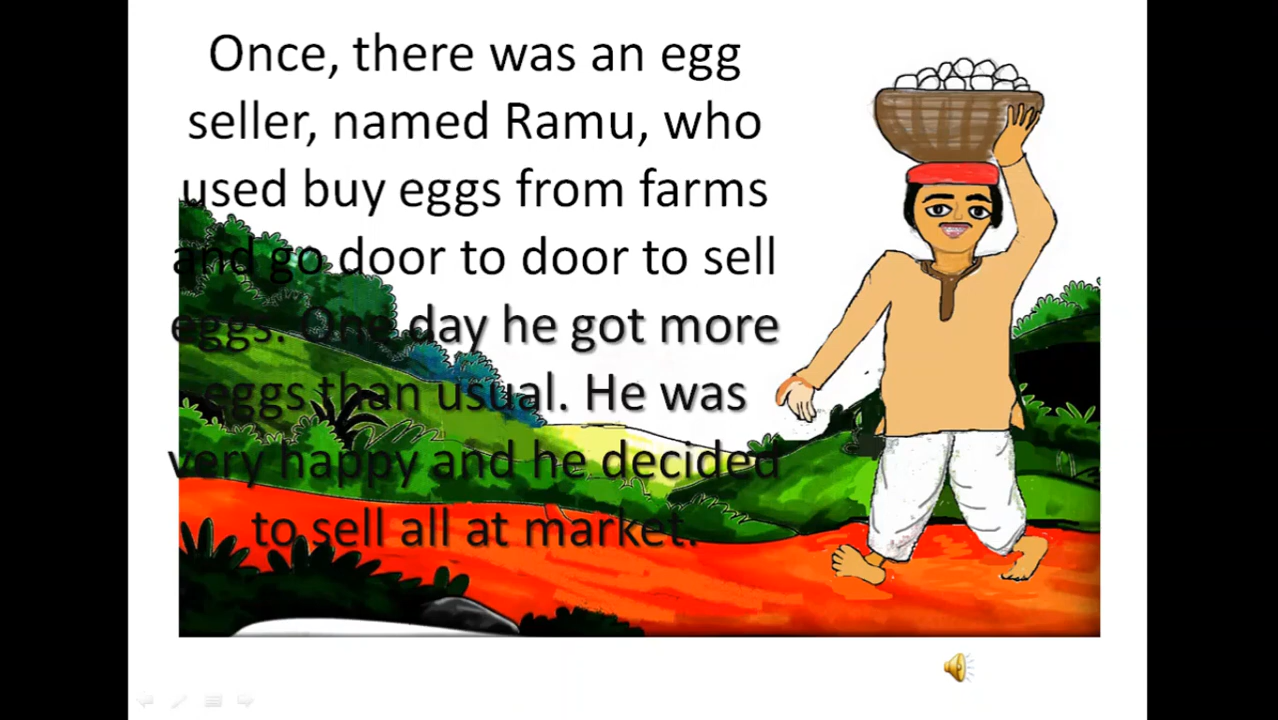 Once, there was an egg
seller, named Ramu, who
used buy eggs from farms
and go door to door to sell
eggs. One day he got more
eggs than usual. He was
very happy and he decided
to sell all at market.